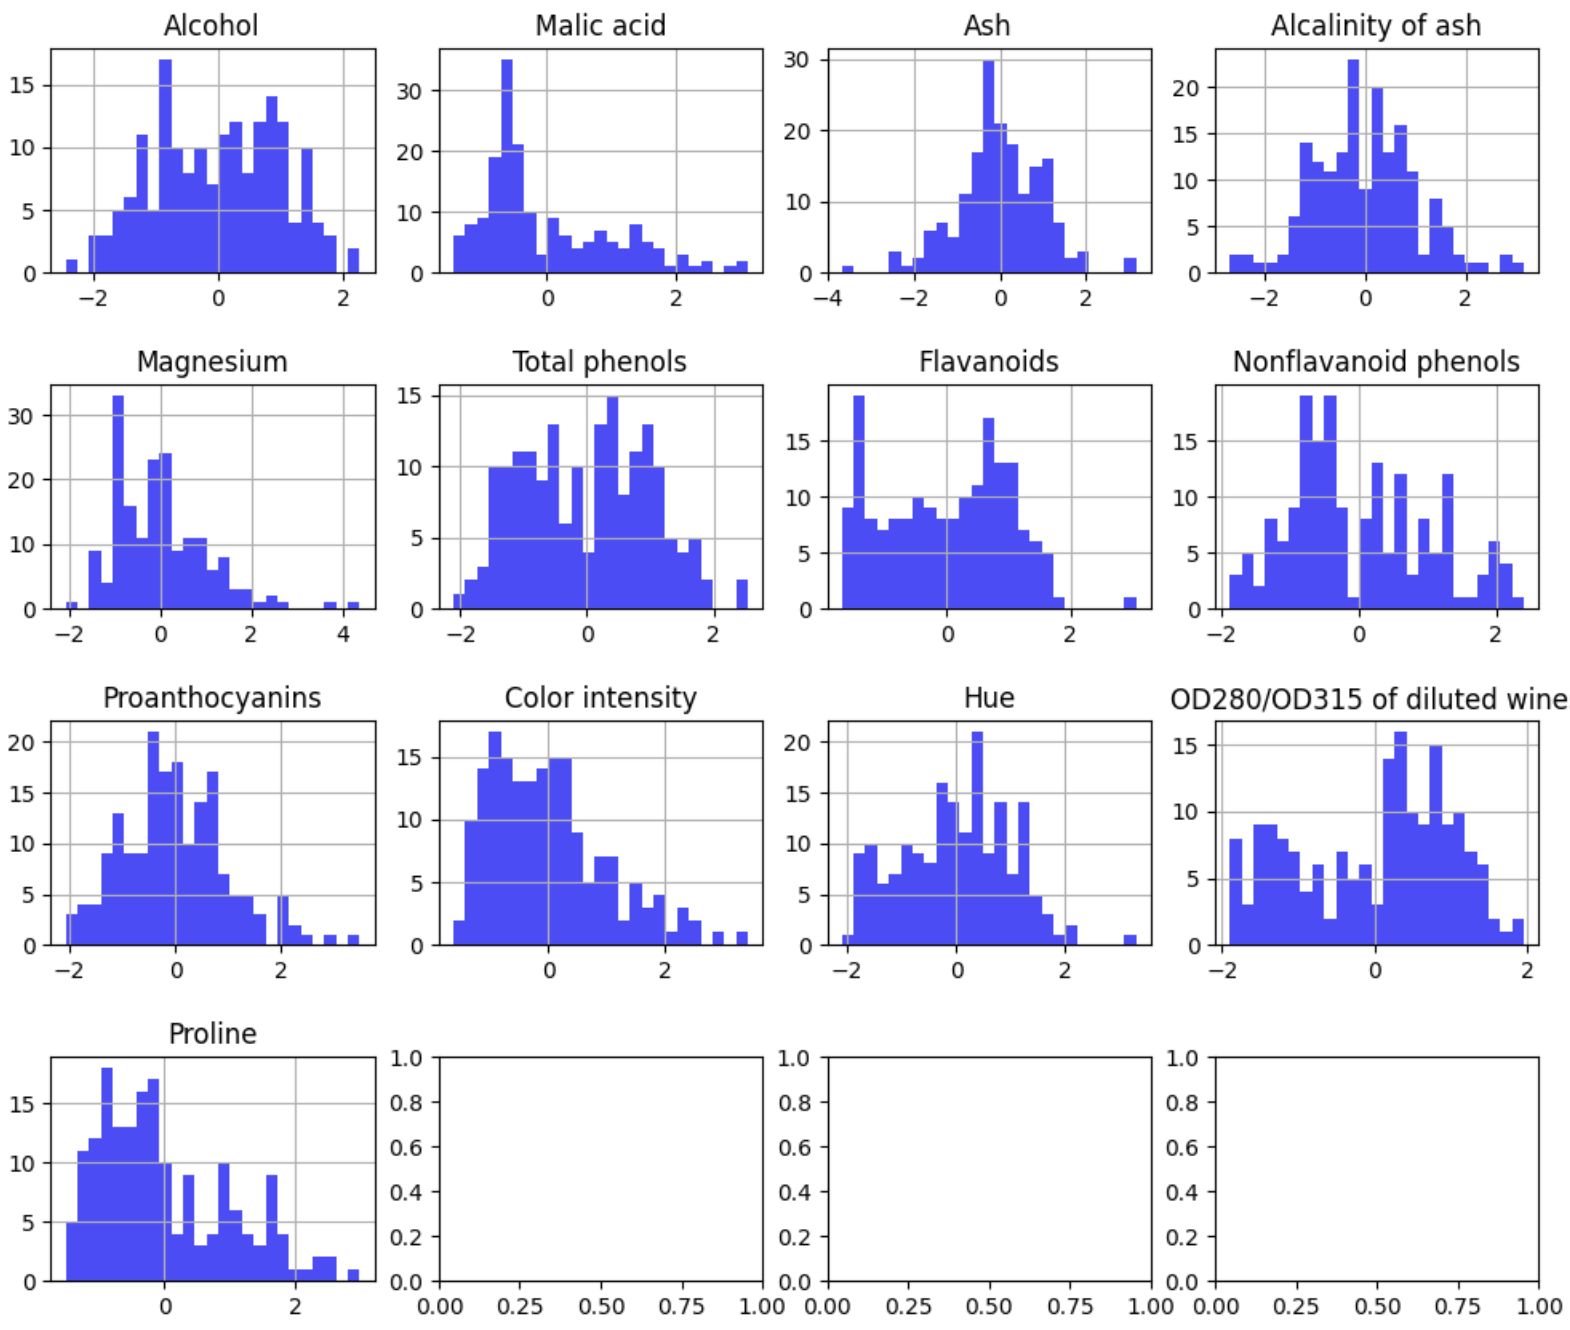 Alcohol Malic acid Ash Alcalinity of ash
15 10 5 0
−2 0 2
30 20 10 0
0 2
30 20 10 0
−4 −2 0 2
20 15 10 5 0
−2 0 2
Magnesium Total phenols Flavanoids Nonflavanoid phenols
30 20 10 0
−2 0 2 4
15 10 5 0
−2 0 2
15 10 5 0
0 2
15 10 5 0
−2 0 2
Proanthocyanins Color intensity Hue OD280/OD315 of diluted wine
20 15 10 5 0
−2 0 2
15 10 5 0
0 2
20 15 10 5 0
−2 0 2
15 10 5 0
−2 0 2
Proline
15 10 5 0
0 2
1.0 0.8 0.6 0.4 0.2 0.0
0.00 0.25 0.50 0.75 1.00
1.0 0.8 0.6 0.4 0.2 0.0
0.00 0.25 0.50 0.75 1.00
1.0 0.8 0.6 0.4 0.2 0.0
0.00 0.25 0.50 0.75 1.00